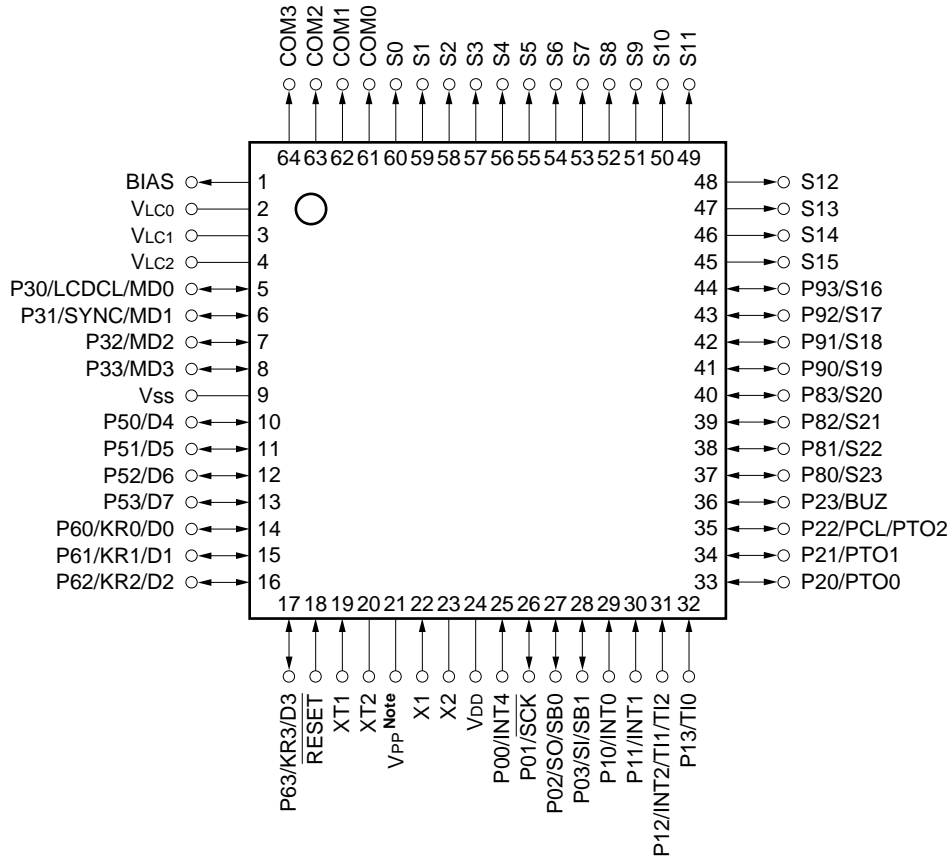 COM3
COM2
COM1
COM0
S0
S1
S2
S3
S4
S5
S6
S7
S8
S9
S10
S11
64 63 62 61 60 59 58 57 56 55 54 53 52 51 50 49
BIAS 1
VLC0 2
VLC1 3
VLC2 4
P30/LCDCL/MD0 5
P31/SYNC/MD1 6
P32/MD2 7
P33/MD3 8
Vss 9
P50/D4 10
P51/D5 11
P52/D6 12
P53/D7 13
P60/KR0/D0 14
P61/KR1/D1 15
P62/KR2/D2 16
48 S12
47 S13
46 S14
45 S15
44 P93/S16
43 P92/S17
42 P91/S18
41 P90/S19
40 P83/S20
39 P82/S21
38 P81/S22
37 P80/S23
36 P23/BUZ
35 P22/PCL/PTO2
34 P21/PTO1
33 P20/PTO0
17 18 19 20 21 22 23 24 25 26 27 28 29 30 31 32
P63/KR3/D3
RESET
XT1
XT2
VPP Note
X1
X2
VDD
P00/INT4
P01/SCK
P02/SO/SB0
P03/SI/SB1
P10/INT0
P11/INT1
P12/INT2/TI1/TI2
P13/TI0